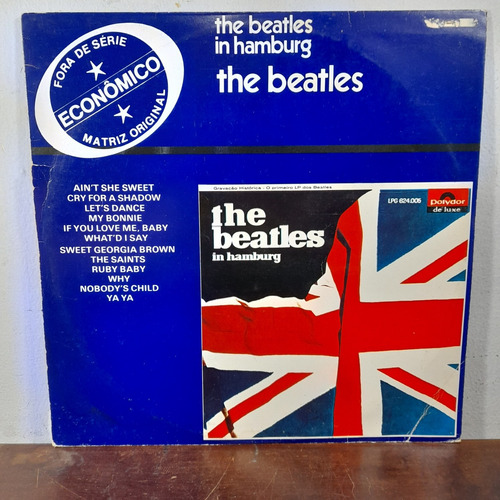 FORA DE SÉRIE
ECONÔMICO
MATRIZ ORIGINAL
the beatles
in hamburg
the beatles
AIN'T SHE SWEET
CRY FOR A SHADOW
LET'S DANCE
MY BONNIE
IF YOU LOVE ME, BABY
WHAT'D I SAY
SWEET GEORGIA BROWN
THE SAINTS
RUBY BABY
WHY
NOBODY'S CHILD
YA YA
Gravação Histórica - O primeiro LP dos Beatles
the
beatles
in hamburg
LPG 624.006
polydor
de luxe